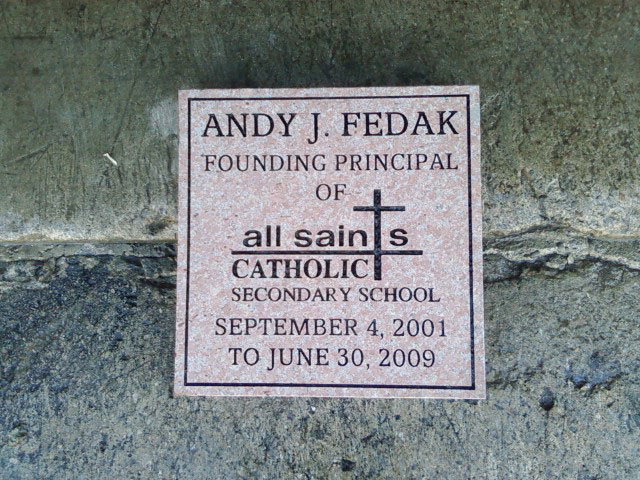 ANDY J. FEDAK
FOUNDING PRINCIPAL
OF
all saints
CATHOLIC
SECONDARY SCHOOL
SEPTEMBER 4, 2001
TO JUNE 30, 2009